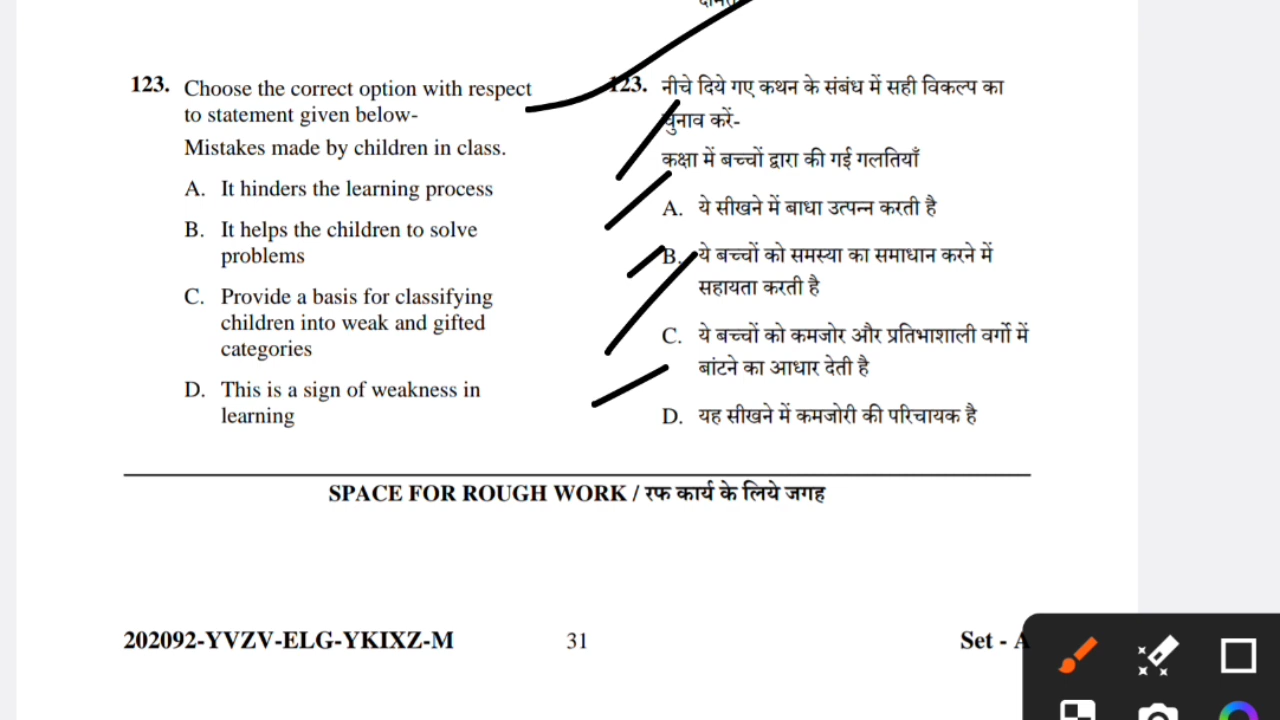 123. Choose the correct option with respect
to statement given below-
Mistakes made by children in class.
A. It hinders the learning process
B. It helps the children to solve
problems
C. Provide a basis for classifying
children into weak and gifted
categories
D. This is a sign of weakness in
learning
123. नीचे दिये गए कथन के संबंध में सही विकल्प का
चुनाव करें-
कक्षा में बच्चों द्वारा की गई गलतियाँ
A. ये सीखने में बाधा उत्पन्न करती है
B. ये बच्चों को समस्या का समाधान करने में
सहायता करती है
C. ये बच्चों को कमजोर और प्रतिभाशाली वर्गो में
बांटने का आधार देती है
D. यह सीखने में कमजोरी की परिचायक है
SPACE FOR ROUGH WORK / रफ कार्य के लिये जगह
202092-YVZV-ELG-YKIXZ-M 31 Set - A